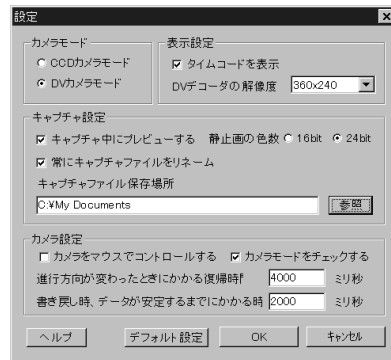 設定
カメラモード
CCDカメラモード
DVカメラモード
表示設定
タイムコードを表示
DVデコーダの解像度 360x240
キャプチャ設定
キャプチャ中にプレビューする 静止画の色数 16bit 24bit
常にキャプチャファイルをリネーム
キャプチャファイル保存場所
C:¥My Documents 参照
カメラ設定
カメラをマウスでコントロールする カメラモードをチェックする
進行方向が変わったときにかかる復帰時 4000 ミリ秒
書き戻し時、データが安定するまでにかかる時 2000 ミリ秒
ヘルプ デフォルト設定 OK キャンセル